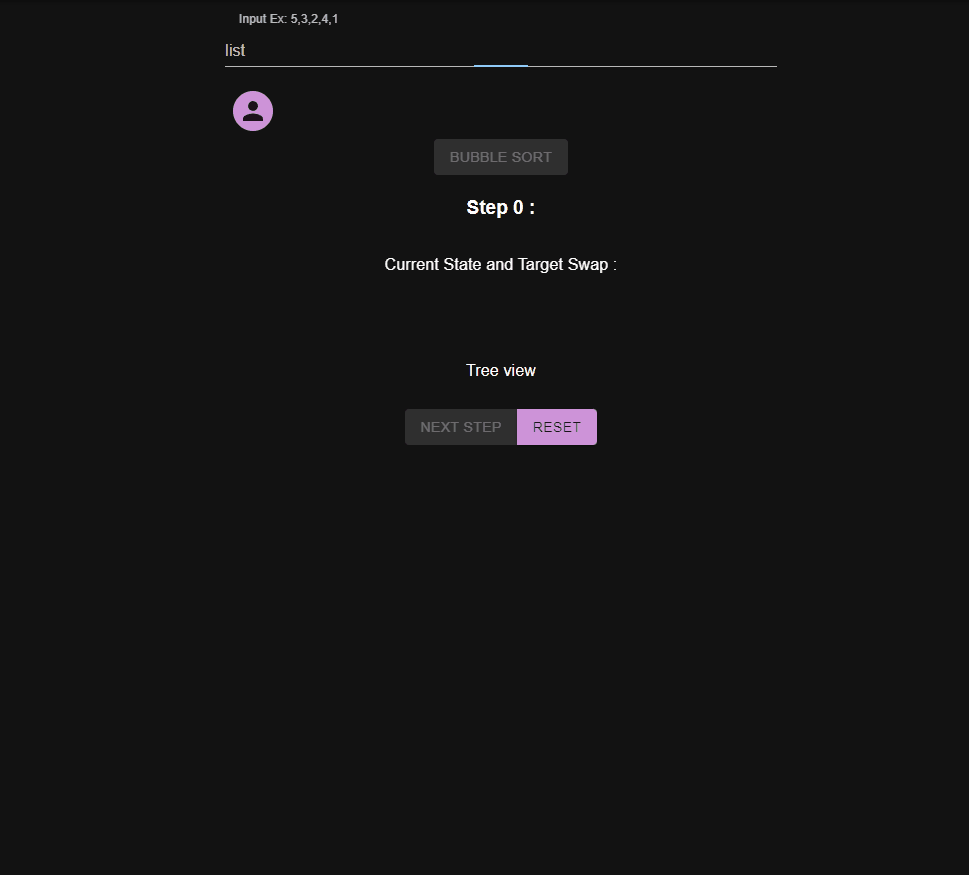 Input Ex: 5,3,2,4,1
list
BUBBLE SORT
Step 0 :
Current State and Target Swap :
Tree view
NEXT STEP RESET